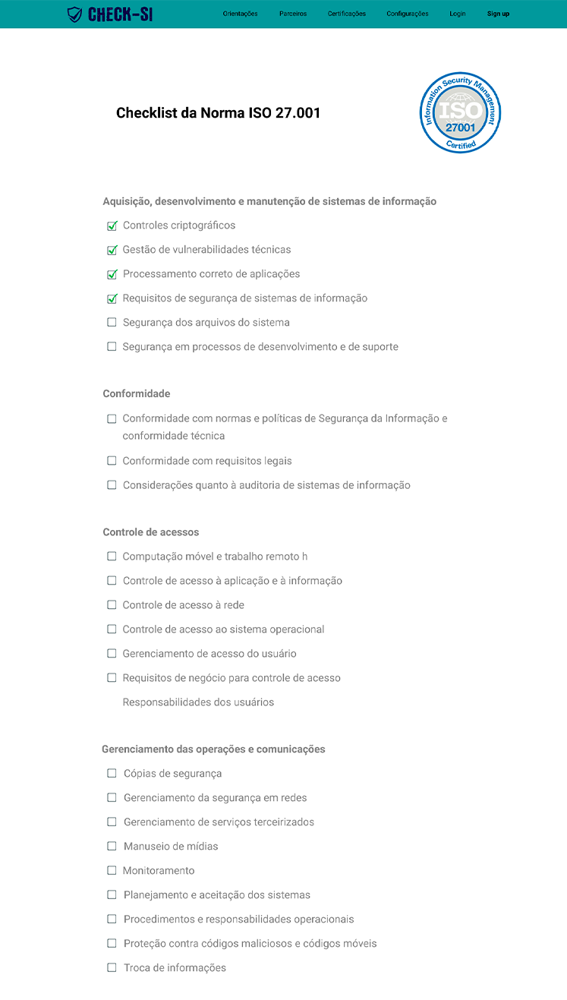 CHECK-SI
Orientações
Parceiros
Certificações
Configurações
Login
Sign up
Checklist da Norma ISO 27.001
Information Security Management
ISO
27001
Certified
Aquisição, desenvolvimento e manutenção de sistemas de informação
Controles criptográficos
Gestão de vulnerabilidades técnicas
Processamento correto de aplicações
Requisitos de segurança de sistemas de informação
Segurança dos arquivos do sistema
Segurança em processos de desenvolvimento e de suporte
Conformidade
Conformidade com normas e políticas de Segurança da Informação e
conformidade técnica
Conformidade com requisitos legais
Considerações quanto à auditoria de sistemas de informação
Controle de acessos
Computação móvel e trabalho remoto h
Controle de acesso à aplicação e à informação
Controle de acesso à rede
Controle de acesso ao sistema operacional
Gerenciamento de acesso do usuário
Requisitos de negócio para controle de acesso
Responsabilidades dos usuários
Gerenciamento das operações e comunicações
Cópias de segurança
Gerenciamento da segurança em redes
Gerenciamento de serviços terceirizados
Manuseio de mídias
Monitoramento
Planejamento e aceitação dos sistemas
Procedimentos e responsabilidades operacionais
Proteção contra códigos maliciosos e códigos móveis
Troca de informações